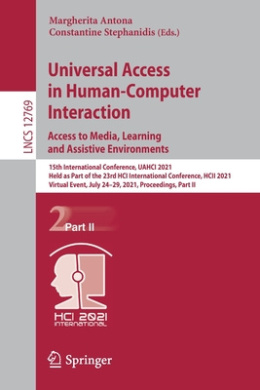 Margherita Antona
Constantine Stephanidis (Eds.)
LNCS 12769
Universal Access
in Human-Computer
Interaction
Access to Media, Learning
and Assistive Environments
15th International Conference, UAHCI 2021
Held as Part of the 23rd HCI International Conference, HCII 2021
Virtual Event, July 24–29, 2021, Proceedings, Part II
2 Part II
HCI 2021
INTERNATIONAL
Springer